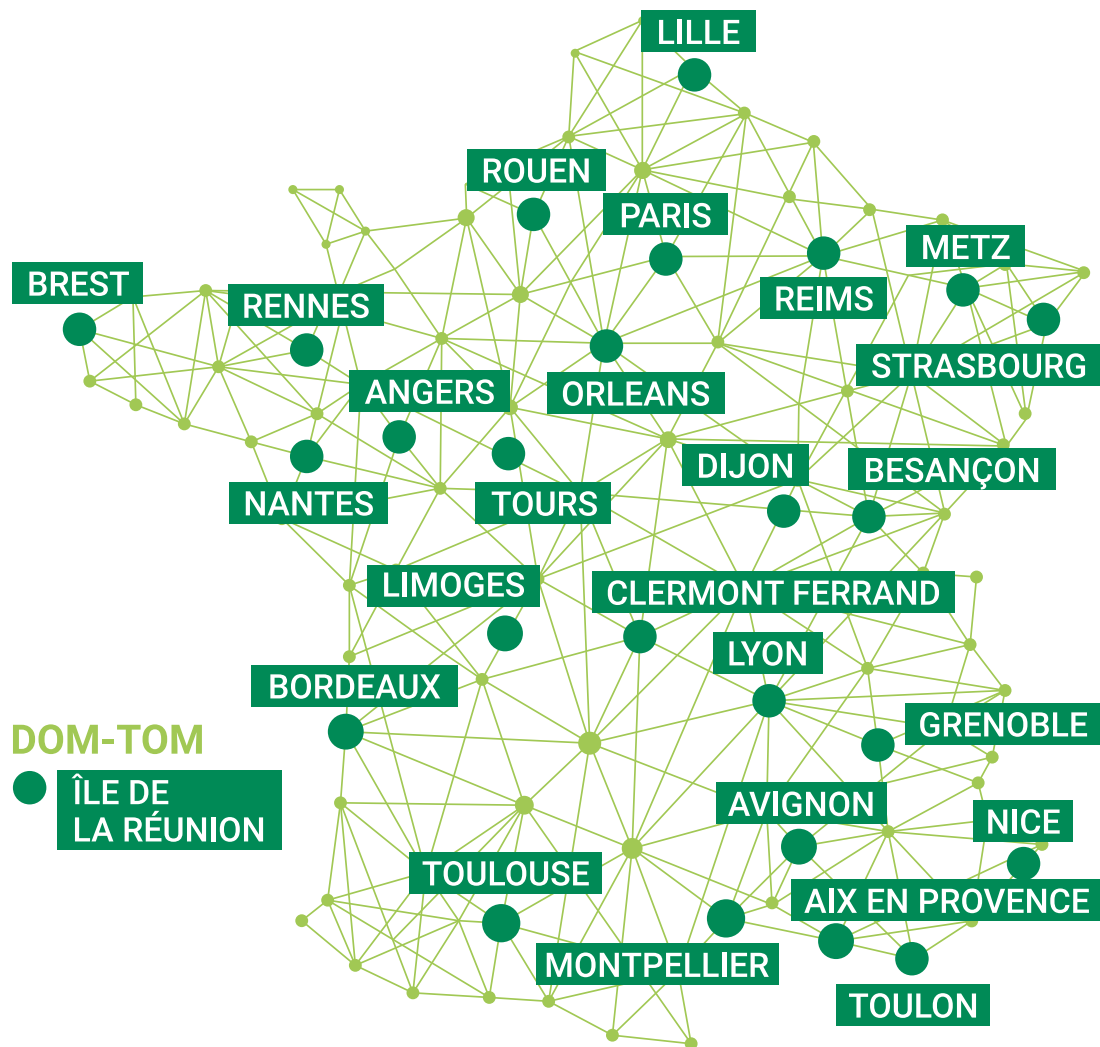 LILLE
ROUEN
PARIS
METZ
BREST
RENNES
REIMS
STRASBOURG
ANGERS
ORLEANS
DIJON
BESANÇON
NANTES
TOURS
LIMOGES
CLERMONT FERRAND
LYON
BORDEAUX
GRENOBLE
DOM-TOM
ÎLE DE
LA RÉUNION
AVIGNON
NICE
TOULOUSE
AIX EN PROVENCE
MONTPELLIER
TOULON